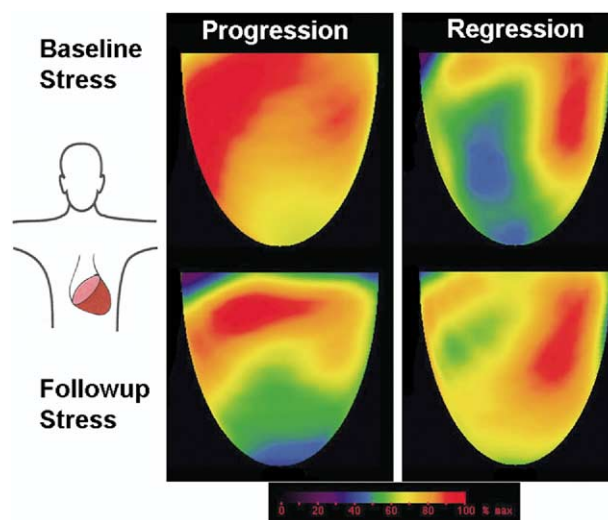 Progression
Regression
Baseline
Stress
Followup
Stress
0 20 40 60 80 100 % max